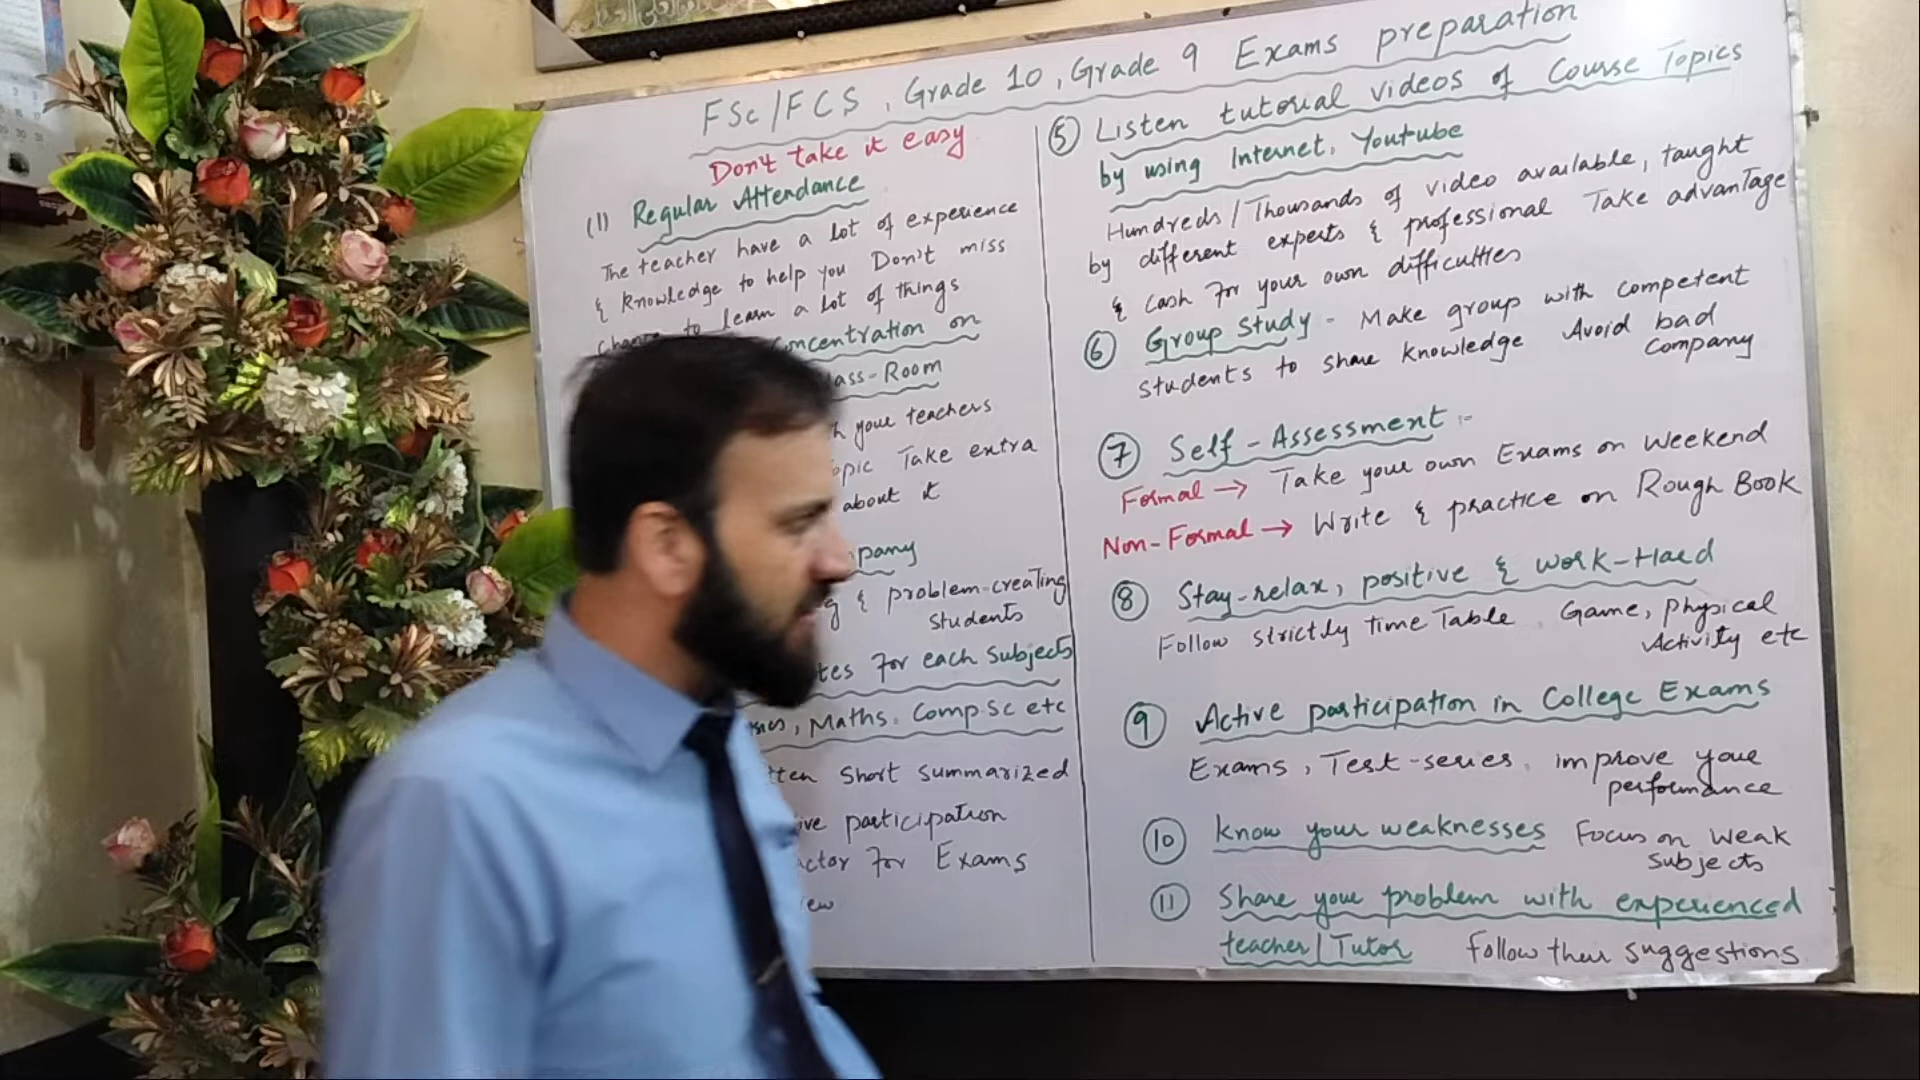 FSc/FCS, Grade 10, Grade 9 Exams preparation
Don't take it easy
(1) Regular Attendance
The teacher have a lot of experience
& knowledge to help you Don't miss
to learn a lot of things
oncentration on
ass-Room
your teachers
opic Take extra
about it
pany
g & problem-creating
students
tes for each subjects
, Maths, Comp.Sc etc
tten short summarized
ive participation
actor for Exams
iew
5 Listen tutorial videos of Course Topics
by using Internet, Youtube
Hundreds/Thousands of video available, taught
by different experts & professional Take advantage
& cash for your own difficulties
6 Group Study - Make group with competent
students to share knowledge Avoid bad
company
7 Self-Assessment :-
Formal → Take your own Exams on Weekend
Non-Formal → Write & practice on Rough Book
8 Stay-relax, positive & work-Hard
Follow strictly time Table. Game, physical
Activity etc
9 Active participation in College Exams
Exams, Test-series, improve your
performance
10 Know your weaknesses Focus on weak
subjects
11 Share your problem with experienced
teacher/Tutor Follow their suggestions